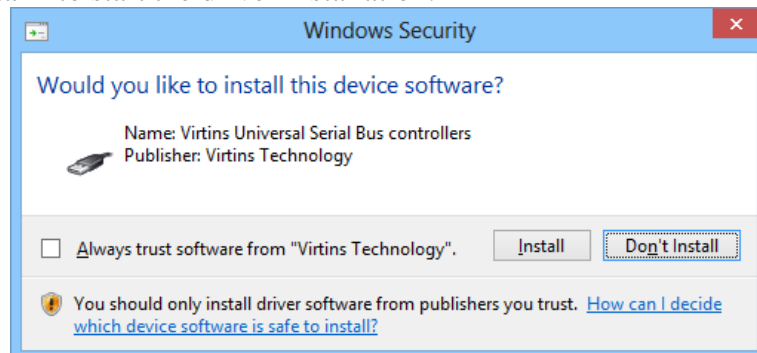 Windows Security
Would you like to install this device software?
Name: Virtins Universal Serial Bus controllers
Publisher: Virtins Technology
Always trust software from "Virtins Technology".
Install
Don't Install
You should only install driver software from publishers you trust. How can I decide
which device software is safe to install?